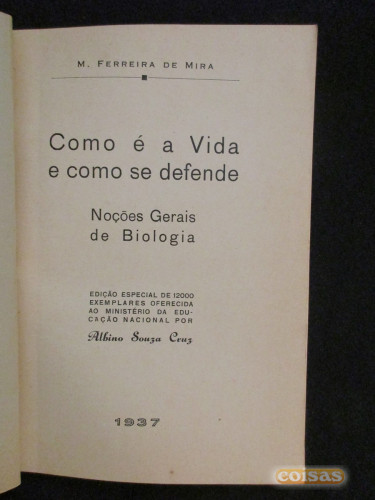 M. FERREIRA DE MIRA
Como é a Vida
e como se defende
Noções Gerais
de Biologia
EDIÇÃO ESPECIAL DE 12000
EXEMPLARES OFERECIDA
AO MINISTÉRIO DA EDU-
CAÇÃO NACIONAL POR
Albino Souza Cruz
1937
coisas